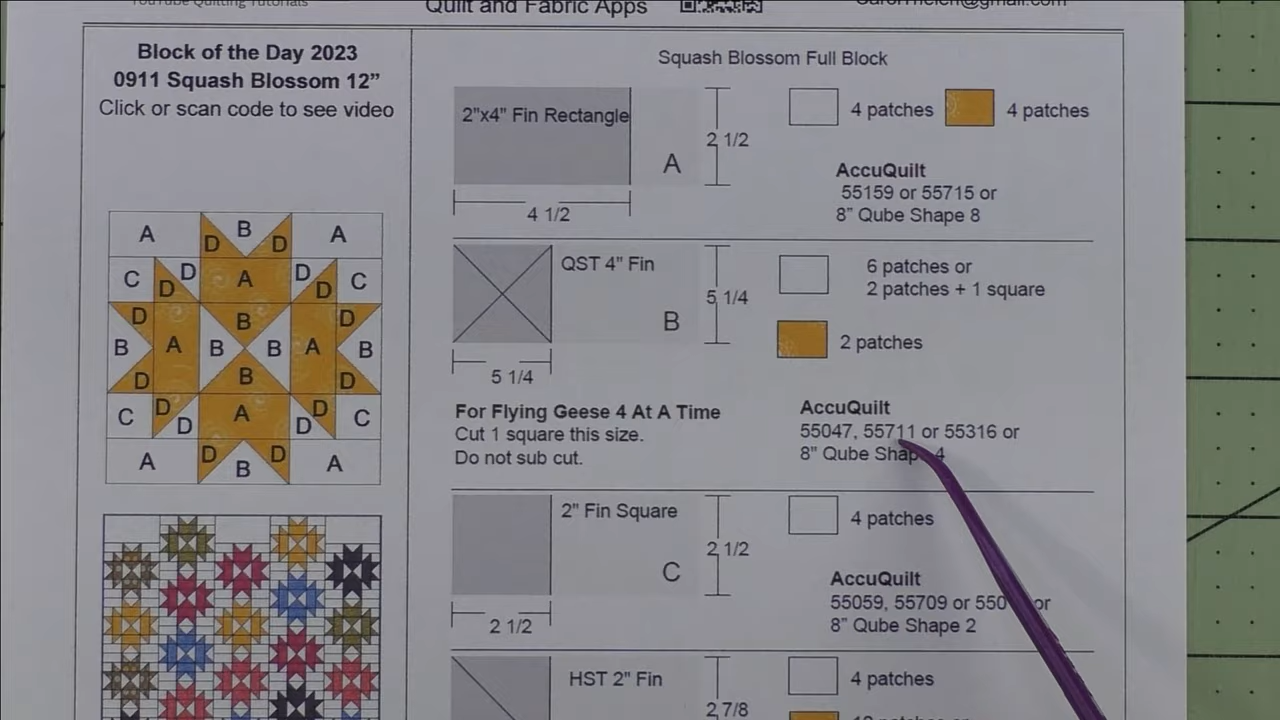 YouTube Quilting Tutorials
Quilt and Fabric Apps
Block of the Day 2023
0911 Squash Blossom 12”
Click or scan code to see video
A B A
D D
C D A D C
D D
D B D
B A B B A B
D B D
C D A D C
D D
D D
A B A
Squash Blossom Full Block
2"x4" Fin Rectangle
A
2 1/2
4 1/2
4 patches
4 patches
AccuQuilt
55159 or 55715 or
8” Qube Shape 8
QST 4" Fin
B
5 1/4
5 1/4
6 patches or
2 patches + 1 square
2 patches
For Flying Geese 4 At A Time
Cut 1 square this size.
Do not sub cut.
AccuQuilt
55047, 55711 or 55316 or
8” Qube Shap 4
2" Fin Square
C
2 1/2
2 1/2
4 patches
AccuQuilt
55059, 55709 or 550 or
8” Qube Shape 2
HST 2" Fin
2 7/8
4 patches